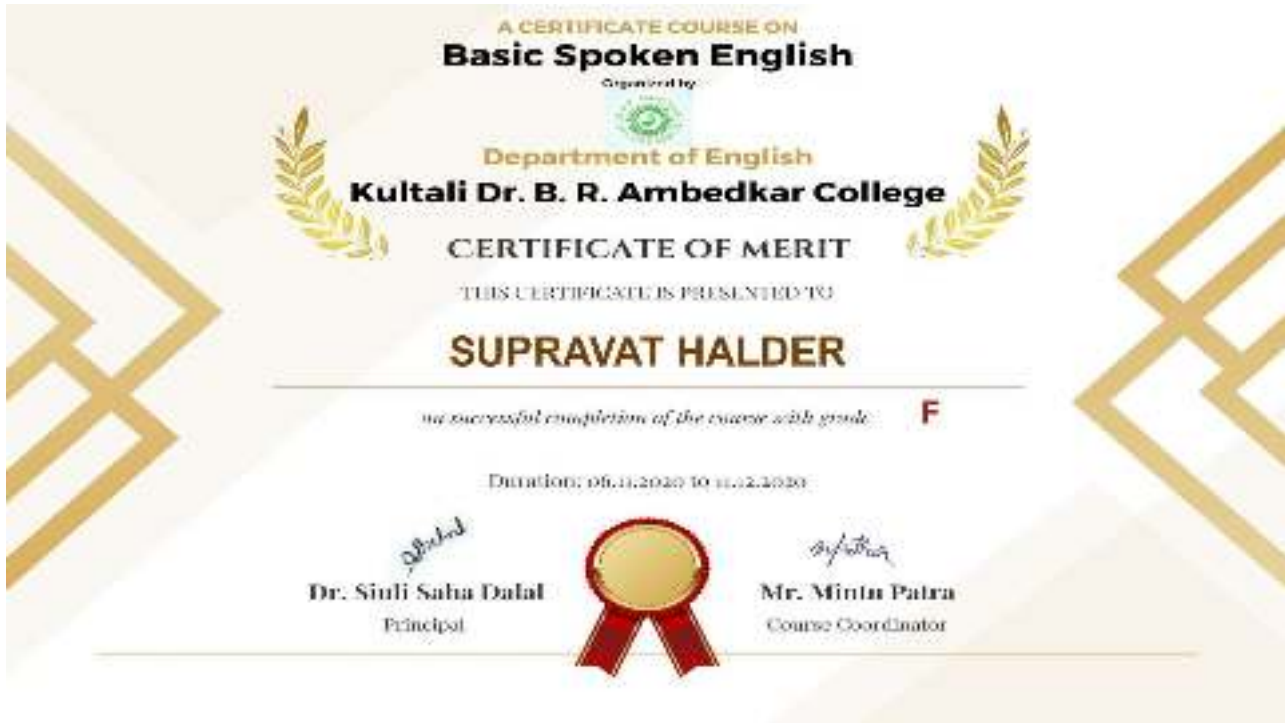 A CERTIFICATE COURSE ON
Basic Spoken English
Organized by
Department of English
Kultali Dr. B. R. Ambedkar College
CERTIFICATE OF MERIT
THIS CERTIFICATE IS PRESENTED TO
SUPRAVAT HALDER
on successful completion of the course with grade F
Duration: 06.11.2020 to 11.12.2020
Dr. Siuli Saha Dalal Mr. Mintu Patra
Principal Course Coordinator